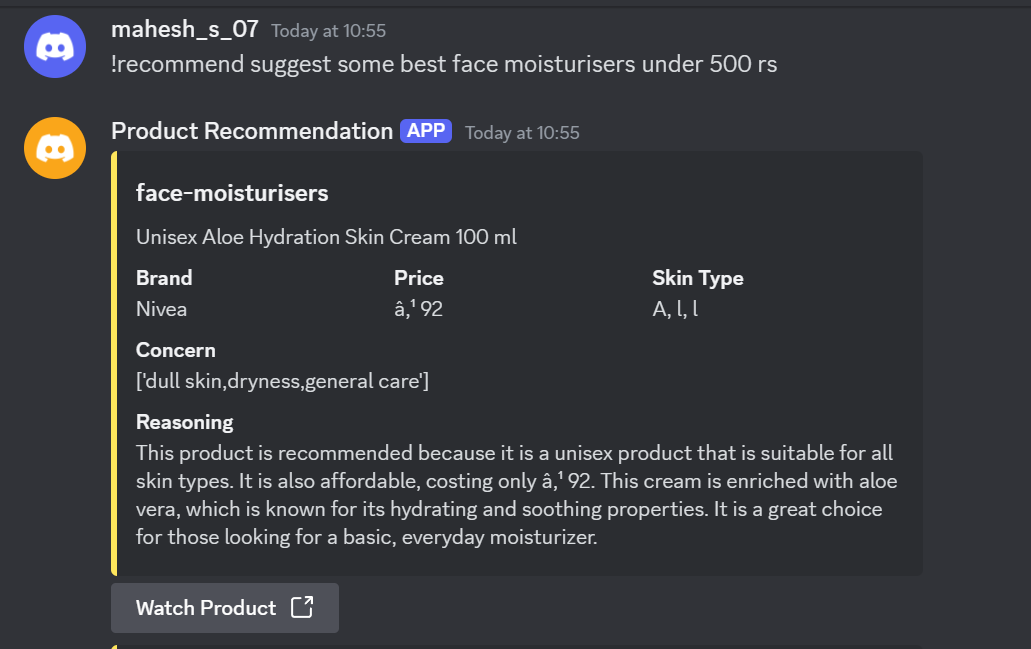 mahesh_s_07 Today at 10:55
!recommend suggest some best face moisturisers under 500 rs
Product Recommendation APP Today at 10:55
face-moisturisers
Unisex Aloe Hydration Skin Cream 100 ml
Brand Price Skin Type
Nivea â‚¹ 92 A, l, l
Concern
['dull skin,dryness,general care']
Reasoning
This product is recommended because it is a unisex product that is suitable for all
skin types. It is also affordable, costing only â‚¹ 92. This cream is enriched with aloe
vera, which is known for its hydrating and soothing properties. It is a great choice
for those looking for a basic, everyday moisturizer.
Watch Product